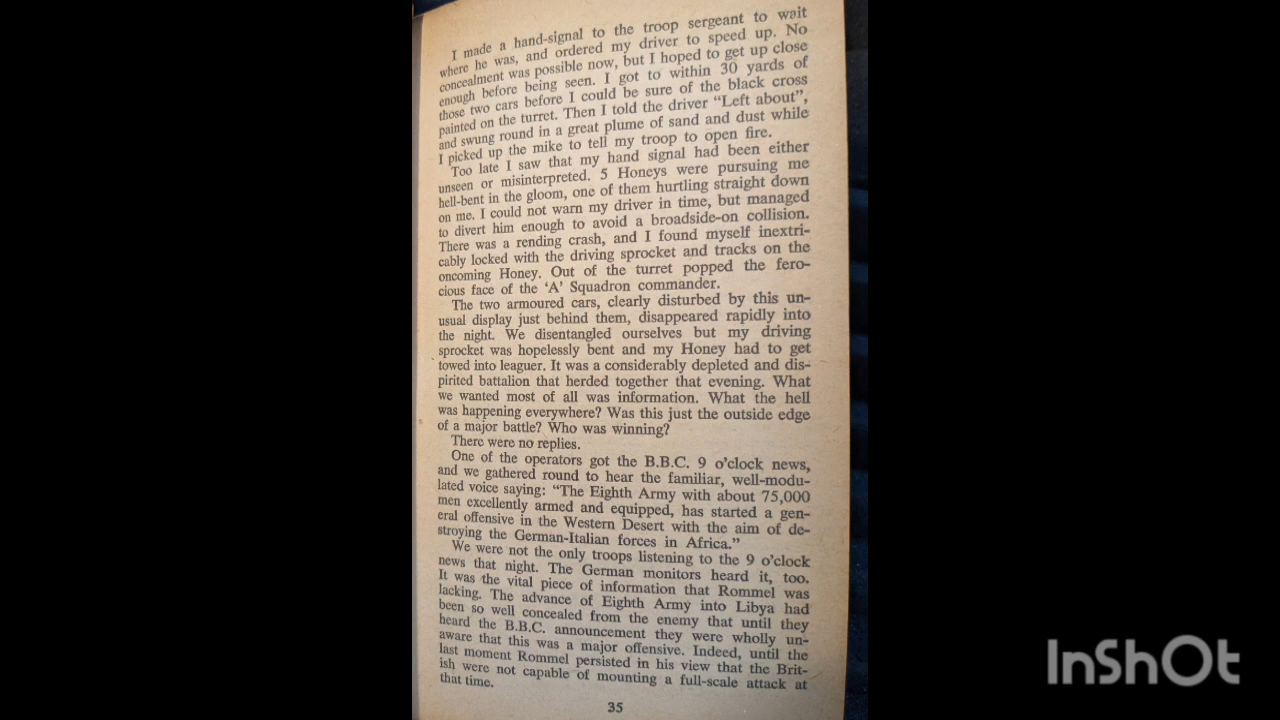 I made a hand-signal to the troop sergeant to wait
where he was, and ordered my driver to speed up. No
concealment was possible now, but I hoped to get up close
enough before being seen. I got to within 30 yards of
those two cars before I could be sure of the black cross
painted on the turret. Then I told the driver “Left about”,
and swung round in a great plume of sand and dust while
I picked up the mike to tell my troop to open fire.
Too late I saw that my hand signal had been either
unseen or misinterpreted. 5 Honeys were pursuing me
hell-bent in the gloom, one of them hurtling straight down
on me. I could not warn my driver in time, but managed
to divert him enough to avoid a broadside-on collision.
There was a rending crash, and I found myself inextri-
cably locked with the driving sprocket and tracks on the
oncoming Honey. Out of the turret popped the fero-
cious face of the ‘A’ Squadron commander.
The two armoured cars, clearly disturbed by this un-
usual display just behind them, disappeared rapidly into
the night. We disentangled ourselves but my driving
sprocket was hopelessly bent and my Honey had to get
towed into leaguer. It was a considerably depleted and dis-
pirited battalion that herded together that evening. What
we wanted most of all was information. What the hell
was happening everywhere? Was this just the outside edge
of a major battle? Who was winning?
There were no replies.
One of the operators got the B.B.C. 9 o’clock news,
and we gathered round to hear the familiar, well-modu-
lated voice saying: “The Eighth Army with about 75,000
men excellently armed and equipped, has started a gen-
eral offensive in the Western Desert with the aim of de-
stroying the German-Italian forces in Africa.”
We were not the only troops listening to the 9 o’clock
news that night. The German monitors heard it, too.
It was the vital piece of information that Rommel was
lacking. The advance of Eighth Army into Libya had
been so well concealed from the enemy that until they
heard the B.B.C. announcement they were wholly un-
aware that this was a major offensive. Indeed, until the
last moment Rommel persisted in his view that the Brit-
ish were not capable of mounting a full-scale attack at
that time.
35
InShOt